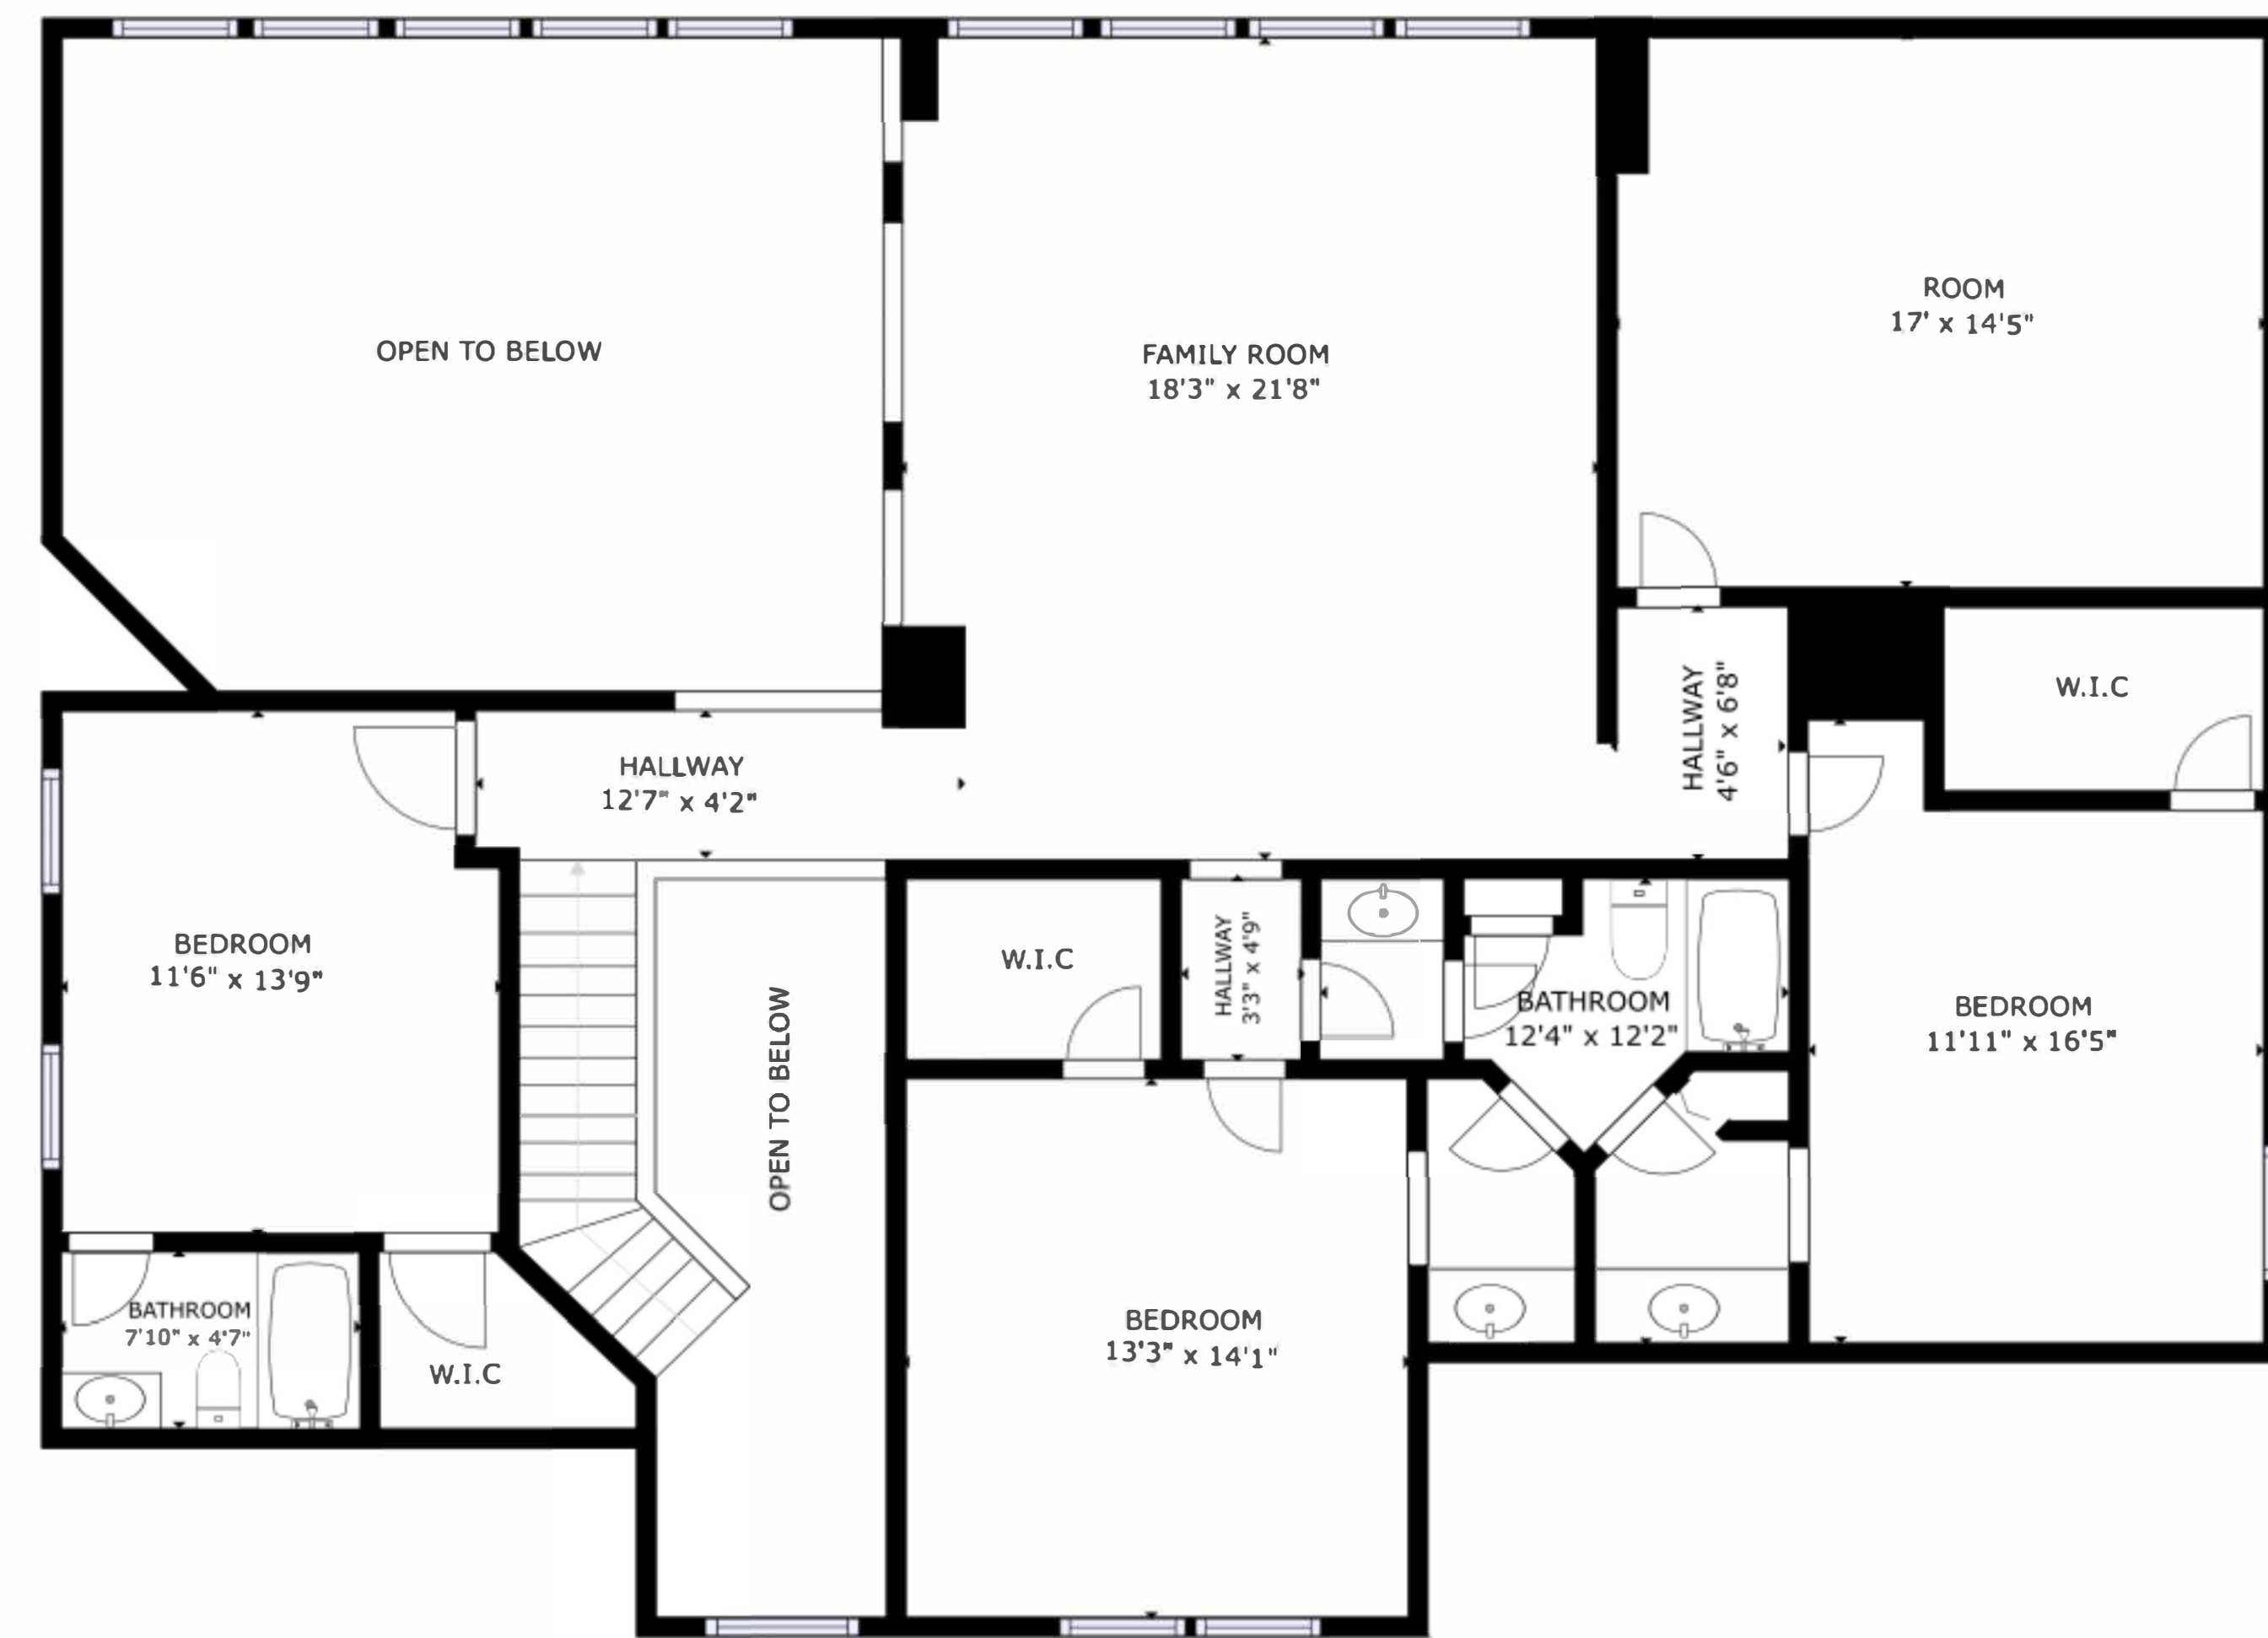 OPEN TO BELOW
FAMILY ROOM
18'3" x 21'8"
ROOM
17' x 14'5"
HALLWAY
12'7" x 4'2"
HALLWAY
4'6" x 6'8"
W.I.C
BEDROOM
11'6" x 13'9"
OPEN TO BELOW
W.I.C
HALLWAY
3'3" x 4'9"
BATHROOM
12'4" x 12'2"
BEDROOM
11'11" x 16'5"
BATHROOM
7'10" x 4'7"
W.I.C
BEDROOM
13'3" x 14'1"